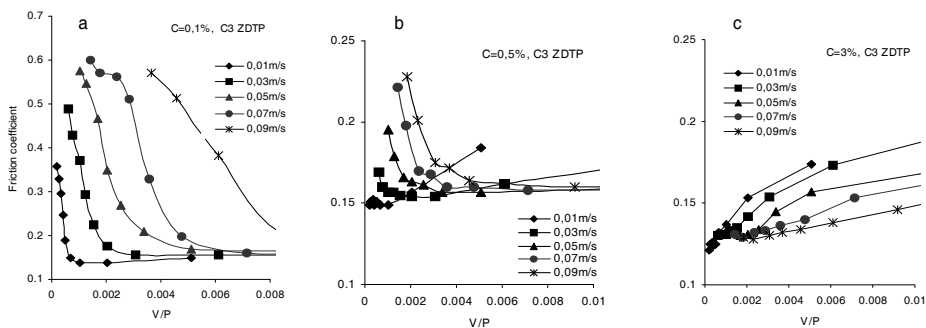 a
C=0,1%, C3 ZDTP
0,01m/s
0,03m/s
0,05m/s
0,07m/s
0,09m/s
Friction coefficient
0.7
0.6
0.5
0.4
0.3
0.2
0.1
0
0.002
0.004
0.006
0.008
V/P
b
C=0,5%, C3 ZDTP
0.25
0.2
0.15
0.1
0,01m/s
0,03m/s
0,05m/s
0,07m/s
0,09m/s
0
0.002
0.004
0.006
0.008
0.01
V/P
c
C=3%, C3 ZDTP
0,01m/s
0,03m/s
0,05m/s
0,07m/s
0,09m/s
0.25
0.2
0.15
0.1
0
0.002
0.004
0.006
0.008
0.01
V/P